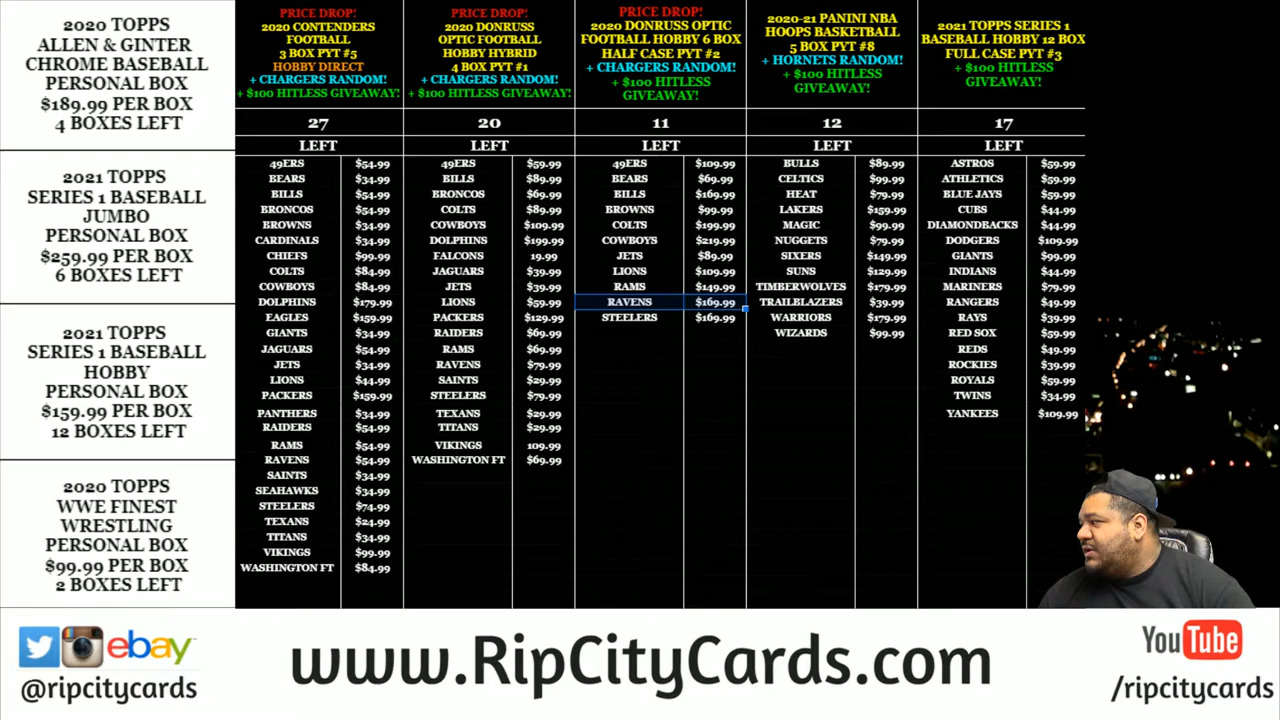 2020 TOPPS
ALLEN & GINTER
CHROME BASEBALL
PERSONAL BOX
$189.99 PER BOX
4 BOXES LEFT
2021 TOPPS
SERIES 1 BASEBALL
JUMBO
PERSONAL BOX
$259.99 PER BOX
6 BOXES LEFT
2021 TOPPS
SERIES 1 BASEBALL
HOBBY
PERSONAL BOX
$159.99 PER BOX
12 BOXES LEFT
2020 TOPPS
WWE FINEST
WRESTLING
PERSONAL BOX
$99.99 PER BOX
2 BOXES LEFT
PRICE DROP!
2020 CONTENDERS
FOOTBALL
3 BOX PYT #5
HOBBY DIRECT
+ CHARGERS RANDOM!
+ $100 HITLESS GIVEAWAY!
27
LEFT
49ERS $54.99
BEARS $34.99
BILLS $54.99
BRONCOS $54.99
BROWNS $34.99
CARDINALS $34.99
CHIEFS $99.99
COLTS $84.99
COWBOYS $84.99
DOLPHINS $179.99
EAGLES $159.99
GIANTS $34.99
JAGUARS $54.99
JETS $34.99
LIONS $44.99
PACKERS $159.99
PANTHERS $34.99
RAIDERS $54.99
RAMS $54.99
RAVENS $54.99
SAINTS $34.99
SEAHAWKS $34.99
STEELERS $74.99
TEXANS $24.99
TITANS $34.99
VIKINGS $99.99
WASHINGTON FT $84.99
PRICE DROP!
2020 DONRUSS
OPTIC FOOTBALL
HOBBY HYBRID
4 BOX PYT #1
+ CHARGERS RANDOM!
+ $100 HITLESS GIVEAWAY!
20
LEFT
49ERS $59.99
BILLS $89.99
BRONCOS $69.99
COLTS $89.99
COWBOYS $109.99
DOLPHINS $199.99
FALCONS 19.99
JAGUARS $39.99
JETS $39.99
LIONS $59.99
PACKERS $129.99
RAIDERS $69.99
RAMS $69.99
RAVENS $79.99
SAINTS $29.99
STEELERS $79.99
TEXANS $29.99
TITANS $29.99
VIKINGS 109.99
WASHINGTON FT $69.99
PRICE DROP!
2020 DONRUSS OPTIC
FOOTBALL HOBBY 6 BOX
HALF CASE PYT #2
+ CHARGERS RANDOM!
+ $100 HITLESS
GIVEAWAY!
11
LEFT
49ERS $109.99
BEARS $69.99
BILLS $169.99
BROWNS $99.99
COLTS $199.99
COWBOYS $219.99
JETS $89.99
LIONS $109.99
RAMS $149.99
RAVENS $169.99
STEELERS $169.99
2020-21 PANINI NBA
HOOPS BASKETBALL
5 BOX PYT #8
+ HORNETS RANDOM!
+ $100 HITLESS
GIVEAWAY!
12
LEFT
BULLS $89.99
CELTICS $99.99
HEAT $79.99
LAKERS $159.99
MAGIC $99.99
NUGGETS $79.99
SIXERS $149.99
SUNS $129.99
TIMBERWOLVES $179.99
TRAILBLAZERS $39.99
WARRIORS $179.99
WIZARDS $99.99
2021 TOPPS SERIES 1
BASEBALL HOBBY 12 BOX
FULL CASE PYT #3
+ $100 HITLESS
GIVEAWAY!
17
LEFT
ASTROS $59.99
ATHLETICS $59.99
BLUE JAYS $59.99
CUBS $44.99
DIAMONDBACKS $44.99
DODGERS $109.99
GIANTS $99.99
INDIANS $44.99
MARINERS $79.99
RANGERS $49.99
RAYS $39.99
RED SOX $59.99
REDS $49.99
ROCKIES $39.99
ROYALS $59.99
TWINS $34.99
YANKEES $109.99
ebay
@ripcitycards
www.RipCityCards.com
YouTube
/ripcitycards